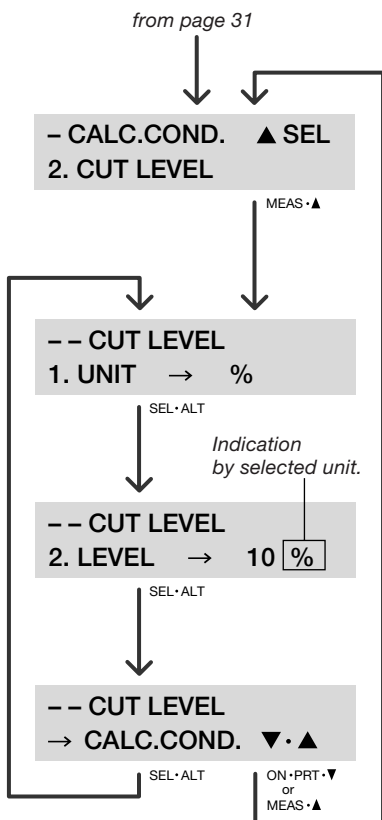 from page 31
– CALC.COND. ▲ SEL
2. CUT LEVEL
MEAS・▲
– – CUT LEVEL
1. UNIT → %
SEL・ALT
Indication
by selected unit.
– – CUT LEVEL
2. LEVEL → 10 %
SEL・ALT
– – CUT LEVEL
→ CALC.COND. ▼・▲
SEL・ALT
ON・PRT・▼
or
MEAS・▲